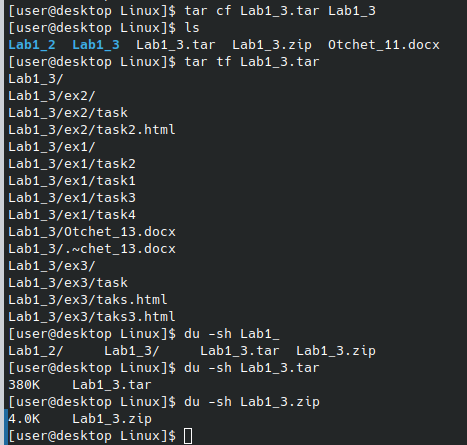 [user@desktop Linux]$ tar cf Lab1_3.tar Lab1_3
[user@desktop Linux]$ ls
Lab1_2  Lab1_3  Lab1_3.tar  Lab1_3.zip  Otchet_11.docx
[user@desktop Linux]$ tar tf Lab1_3.tar
Lab1_3/
Lab1_3/ex2/
Lab1_3/ex2/task
Lab1_3/ex2/task2.html
Lab1_3/ex1/
Lab1_3/ex1/task2
Lab1_3/ex1/task1
Lab1_3/ex1/task3
Lab1_3/ex1/task4
Lab1_3/Otchet_13.docx
Lab1_3/.~chet_13.docx
Lab1_3/ex3/
Lab1_3/ex3/task
Lab1_3/ex3/taks.html
Lab1_3/ex3/taks3.html
[user@desktop Linux]$ du -sh Lab1_
Lab1_2/     Lab1_3/     Lab1_3.tar  Lab1_3.zip
[user@desktop Linux]$ du -sh Lab1_3.tar
380K    Lab1_3.tar
[user@desktop Linux]$ du -sh Lab1_3.zip
4.0K    Lab1_3.zip
[user@desktop Linux]$